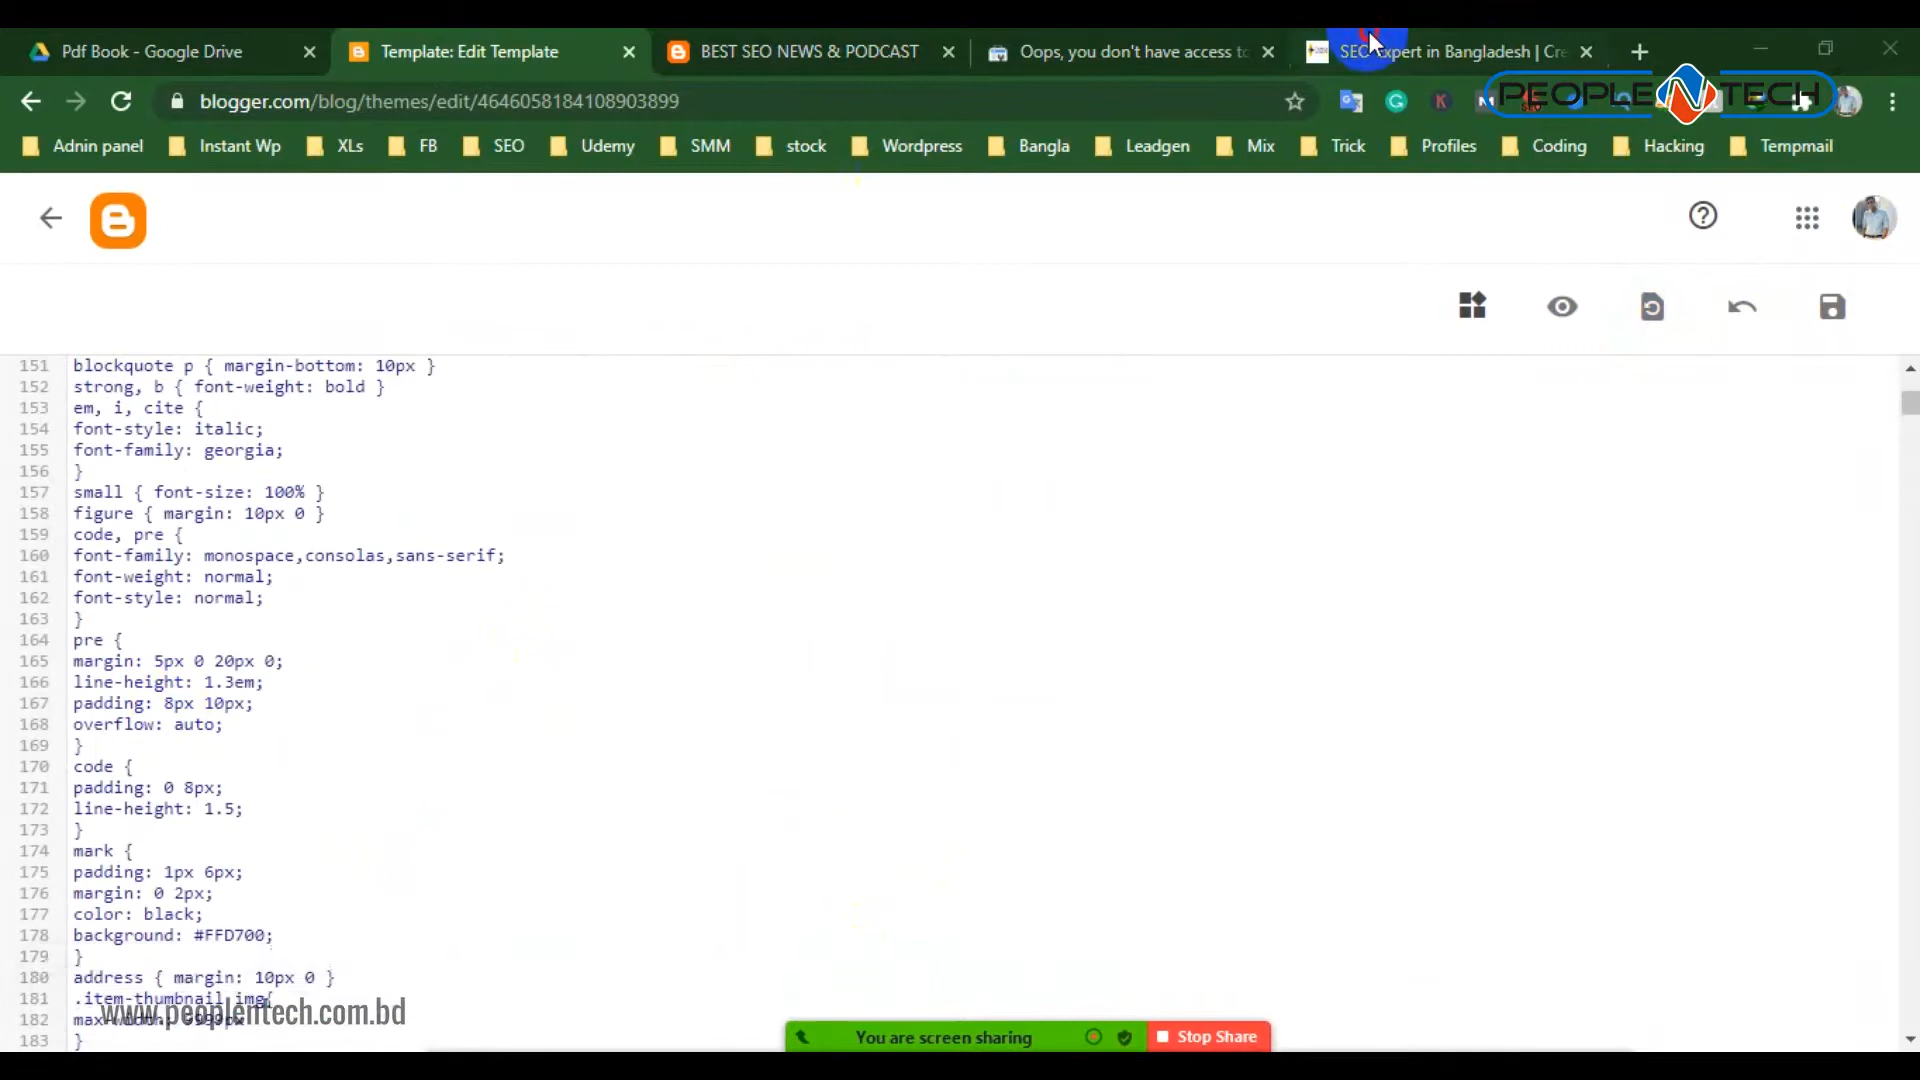 Pdf Book - Google Drive
Template: Edit Template
BEST SEO NEWS & PODCAST
Oops, you don't have access to
SEO Expert in Bangladesh | Cre
blogger.com/blog/themes/edit/4646058184108903899
PEOPLE N TECH
Adnin panel
Instant Wp
XLs
FB
SEO
Udemy
SMM
stock
Wordpress
Bangla
Leadgen
Mix
Trick
Profiles
Coding
Hacking
Tempmail
151 blockquote p { margin-bottom: 10px }
152 strong, b { font-weight: bold }
153 em, i, cite {
154 font-style: italic;
155 font-family: georgia;
156 }
157 small { font-size: 100% }
158 figure { margin: 10px 0 }
159 code, pre {
160 font-family: monospace,consolas,sans-serif;
161 font-weight: normal;
162 font-style: normal;
163 }
164 pre {
165 margin: 5px 0 20px 0;
166 line-height: 1.3em;
167 padding: 8px 10px;
168 overflow: auto;
169 }
170 code {
171 padding: 0 8px;
172 line-height: 1.5;
173 }
174 mark {
175 padding: 1px 6px;
176 margin: 0 2px;
177 color: black;
178 background: #FFD700;
179 }
180 address { margin: 10px 0 }
181 .item-thumbnail img{
www.peoplentech.com.bd
182 max-width:
183 }
You are screen sharing
Stop Share